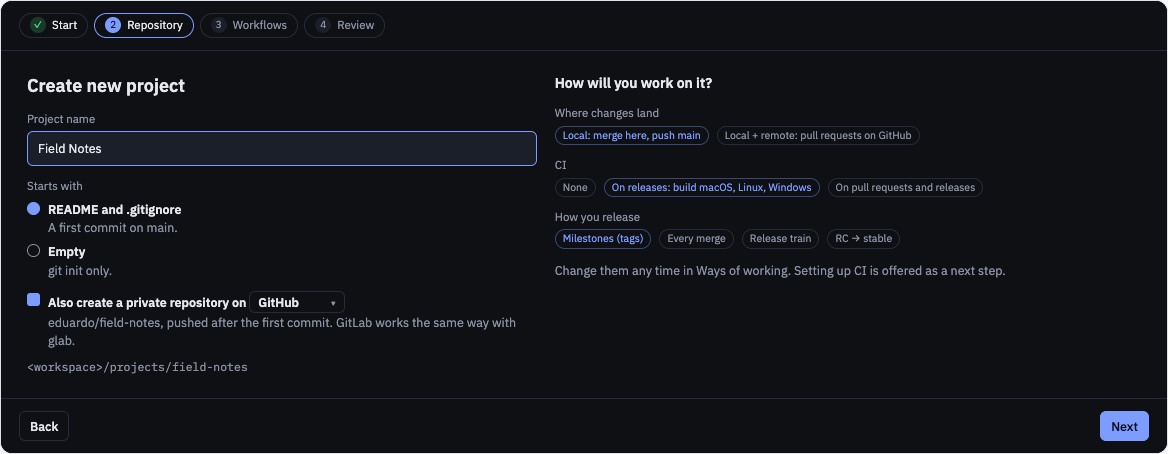 Start
2 Repository
3 Workflows
4 Review
Create new project
Project name
Field Notes
Starts with
README and .gitignore
A first commit on main.
Empty
git init only.
Also create a private repository on GitHub
eduardo/field-notes, pushed after the first commit. GitLab works the same way with
glab.
<workspace>/projects/field-notes
How will you work on it?
Where changes land
Local: merge here, push main
Local + remote: pull requests on GitHub
CI
None
On releases: build macOS, Linux, Windows
On pull requests and releases
How you release
Milestones (tags)
Every merge
Release train
RC → stable
Change them any time in Ways of working. Setting up CI is offered as a next step.
Back
Next